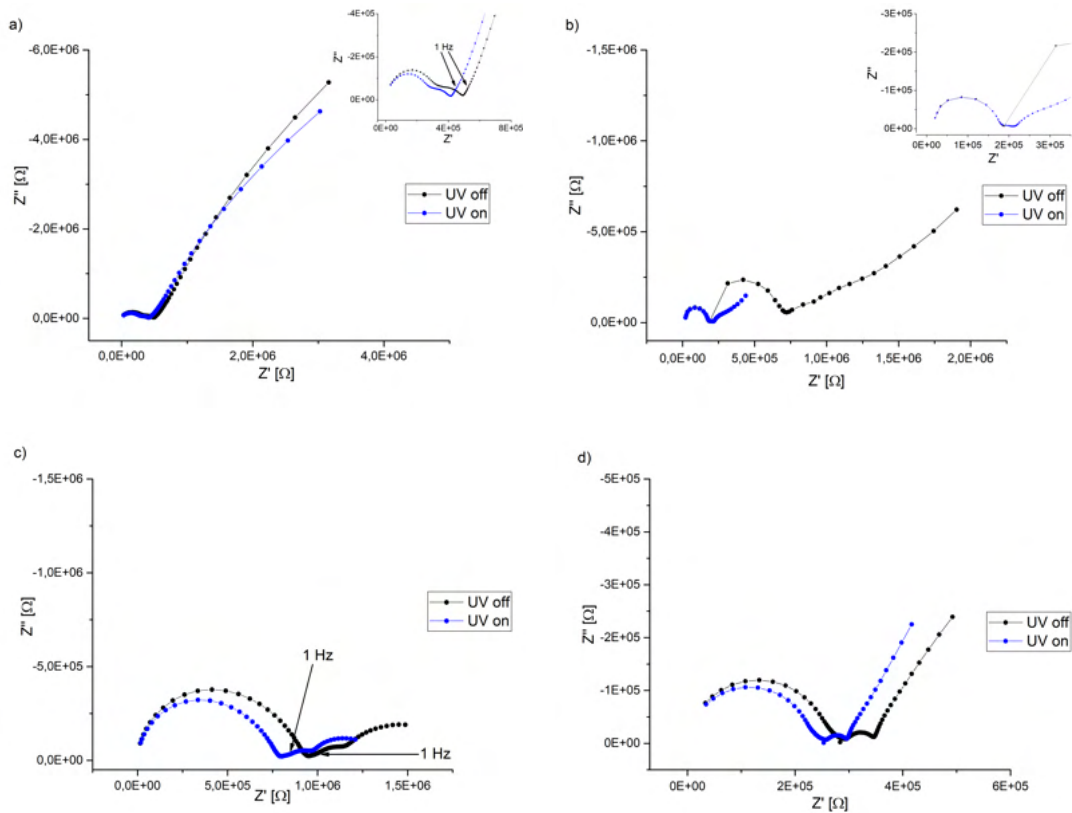 a)
-6,0E+06
-4,0E+06
-2,0E+06
0,0E+00
Z'' [Ω]
0,0E+00 2,0E+06 4,0E+06
Z' [Ω]
UV off
UV on
-4E+05
-3E+05
-2E+05
-1E+05
0E+00
Z''
1 Hz
0E+00 4E+05 8E+05
Z'
b)
-1,5E+06
-1,0E+06
-5,0E+05
0,0E+00
Z'' [Ω]
0,0E+00 5,0E+05 1,0E+06 1,5E+06 2,0E+06
Z' [Ω]
UV off
UV on
-3E+05
-2E+05
-1E+05
0E+00
Z''
0E+00 1E+05 2E+05 3E+05
Z'
c)
-1,5E+06
-1,0E+06
-5,0E+05
0,0E+00
Z'' [Ω]
0,0E+00 5,0E+05 1,0E+06 1,5E+06
Z' [Ω]
UV off
UV on
1 Hz
1 Hz
d)
-5E+05
-4E+05
-3E+05
-2E+05
-1E+05
0E+00
Z'' [Ω]
0E+00 2E+05 4E+05 6E+05
Z' [Ω]
UV off
UV on